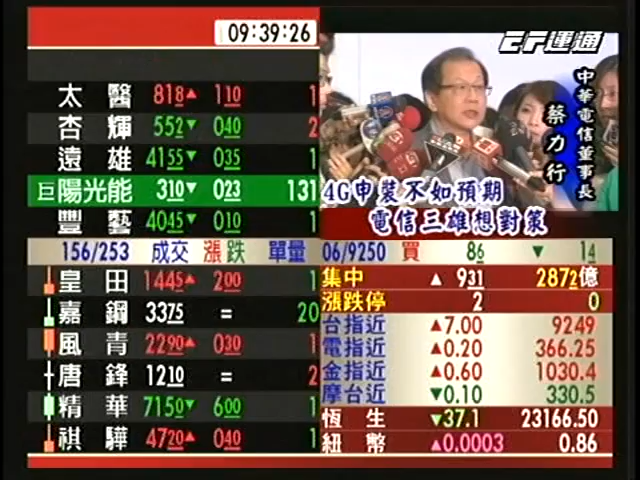 09:39:26
太醫 818▲ 110 1
杏輝 552▼ 040 2
遠雄 4155▼ 035 1
巨陽光能 310▼ 023 131
豐藝 4045▼ 010 1
156/253 成交 漲跌 單量
皇田 1445▲ 200 1
嘉鋼 3375 = 20
風青 2290▲ 030 1
唐鋒 1210 = 2
精華 7150▼ 600 1
祺驊 4720▲ 040 1
運通
中華電信董事長
蔡力行
4G申裝不如預期
電信三雄想對策
06/9250 買 86 ▼ 14
集中 ▲ 931 2872億
漲跌停 2 0
台指近 ▲7.00 9249
電指近 ▲0.20 366.25
金指近 ▲0.60 1030.4
摩台近 ▼0.10 330.5
恆生 ▼37.1 23166.50
紐幣 ▲0.0003 0.86